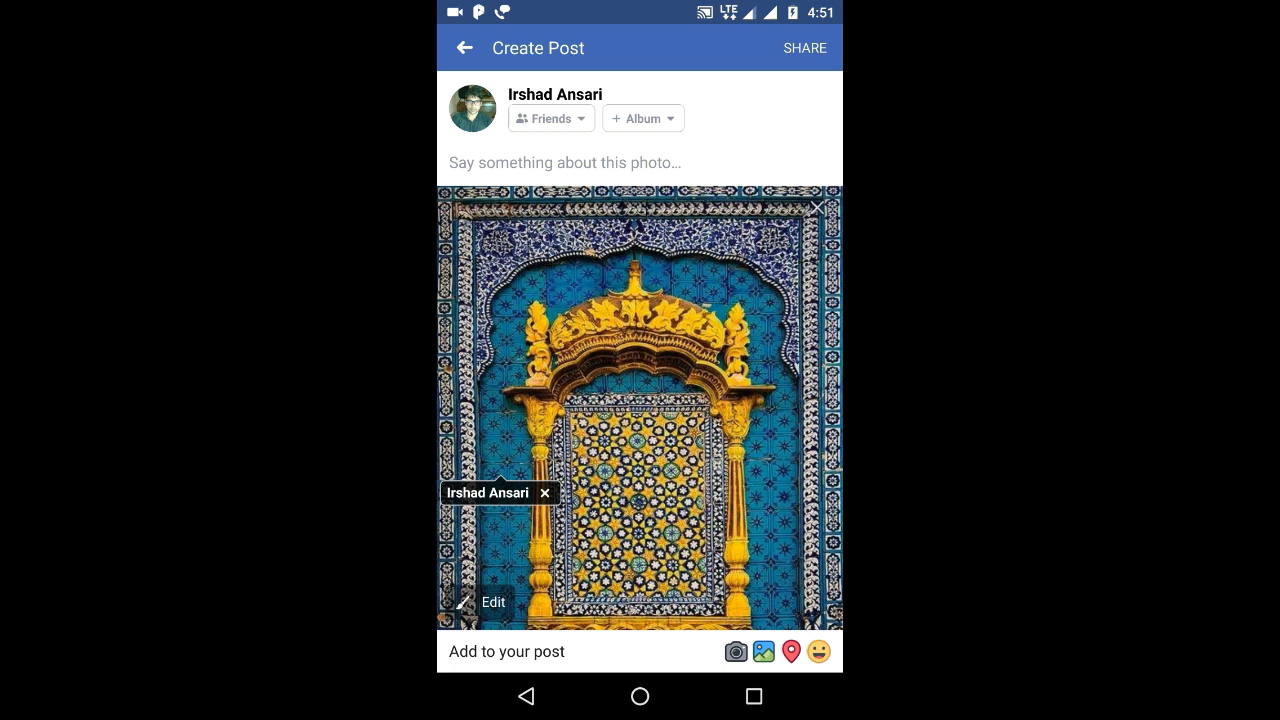 LTE 4:51
Create Post SHARE
Irshad Ansari
Friends + Album
Say something about this photo...
Irshad Ansari ×
Edit
Add to your post